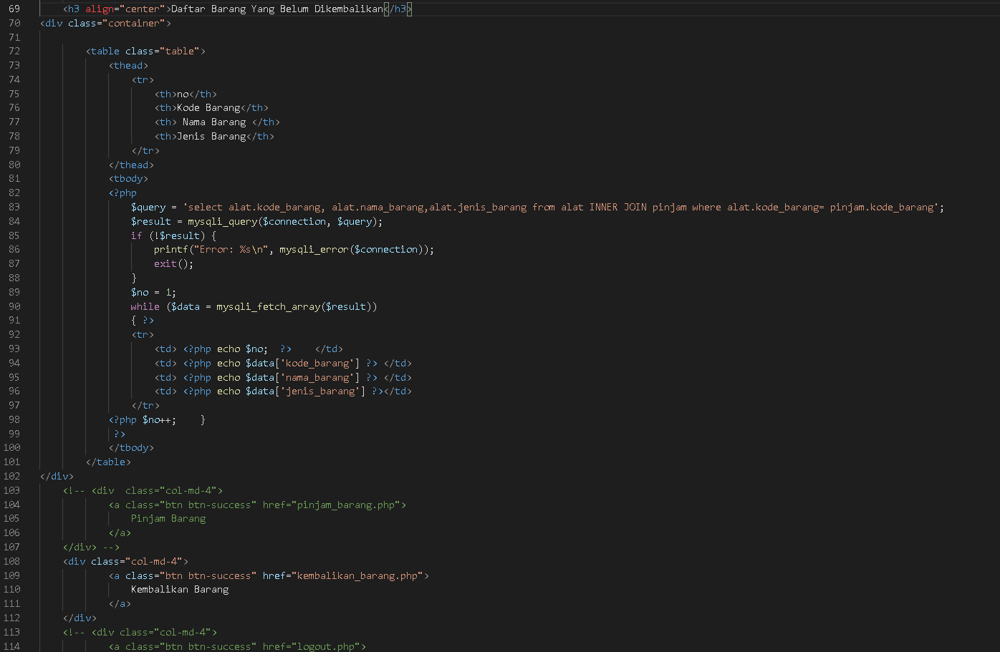 69 <h3 align="center">Daftar Barang Yang Belum Dikembalikan</h3>
70 <div class="container">
71
72 <table class="table">
73 <thead>
74 <tr>
75 <th>no</th>
76 <th>Kode Barang</th>
77 <th> Nama Barang </th>
78 <th>Jenis Barang</th>
79 </tr>
80 </thead>
81 <tbody>
82 <?php
83 $query = 'select alat.kode_barang, alat.nama_barang,alat.jenis_barang from alat INNER JOIN pinjam where alat.kode_barang= pinjam.kode_barang';
84 $result = mysqli_query($connection, $query);
85 if (!$result) {
86 printf("Error: %s\n", mysqli_error($connection));
87 exit();
88 }
89 $no = 1;
90 while ($data = mysqli_fetch_array($result))
91 { ?>
92 <tr>
93 <td> <?php echo $no;  ?>    </td>
94 <td> <?php echo $data['kode_barang'] ?> </td>
95 <td> <?php echo $data['nama_barang'] ?> </td>
96 <td> <?php echo $data['jenis_barang'] ?></td>
97 </tr>
98 <?php $no++;    }
99 ?>
100 </tbody>
101 </table>
102 </div>
103 <!-- <div  class="col-md-4">
104 <a class="btn btn-success" href="pinjam_barang.php">
105 Pinjam Barang
106 </a>
107 </div> -->
108 <div class="col-md-4">
109 <a class="btn btn-success" href="kembalikan_barang.php">
110 Kembalikan Barang
111 </a>
112 </div>
113 <!-- <div class="col-md-4">
114 <a class="btn btn-success" href="logout.php">